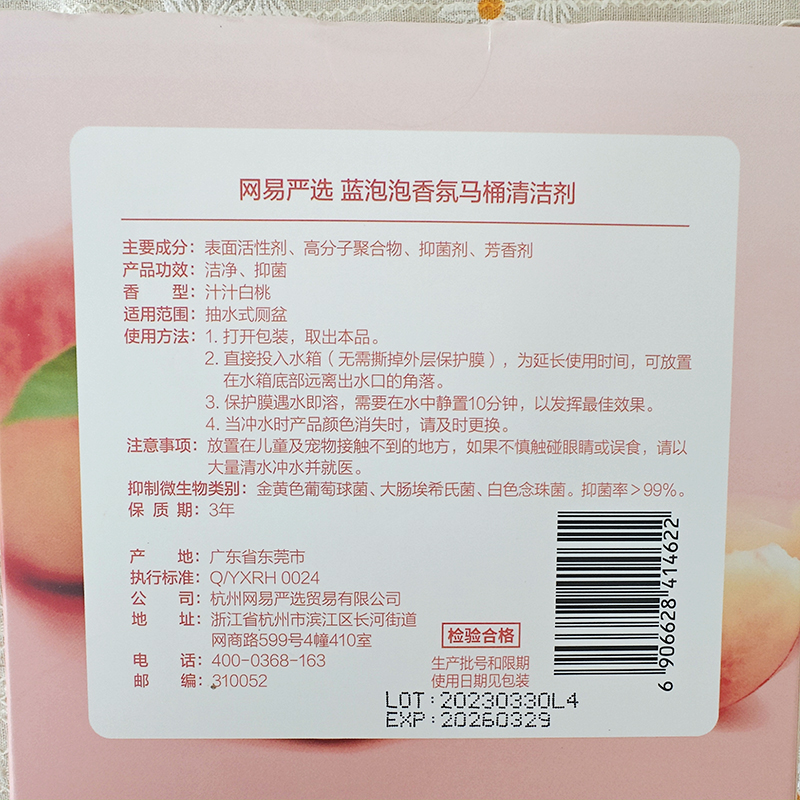 网易严选 蓝泡泡香氛马桶清洁剂
主要成分：表面活性剂、高分子聚合物、抑菌剂、芳香剂
产品功效：洁净、抑菌
香 型：汁汁白桃
适用范围：抽水式厕盆
使用方法：1. 打开包装，取出本品。
2. 直接投入水箱（无需撕掉外层保护膜），为延长使用时间，可放置
在水箱底部远离出水口的角落。
3. 保护膜遇水即溶，需要在水中静置10分钟，以发挥最佳效果。
4. 当冲水时产品颜色消失时，请及时更换。
注意事项：放置在儿童及宠物接触不到的地方，如果不慎触碰眼睛或误食，请以
大量清水冲水并就医。
抑制微生物类别：金黄色葡萄球菌、大肠埃希氏菌、白色念珠菌。抑菌率＞99%。
保 质 期：3年
产 地：广东省东莞市
执行标准：Q/YXRH 0024
公 司：杭州网易严选贸易有限公司
地 址：浙江省杭州市滨江区长河街道
网商路599号4幢410室
电 话：400-0368-163
邮 编：310052
检验合格
生产批号和限期
使用日期见包装
LOT:20230330L4
EXP:20260329
6 906628 414622